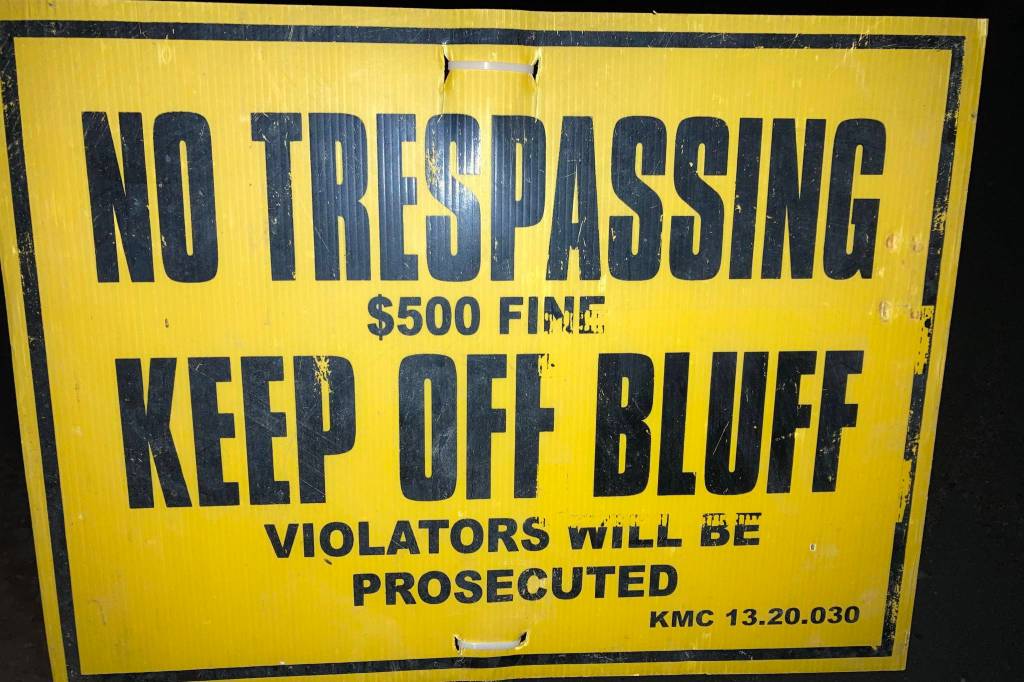 NO TRESPASSING
$500 FINE
KEEP OFF BLUFF
VIOLATORS WILL BE
PROSECUTED
KMC 13.20.030